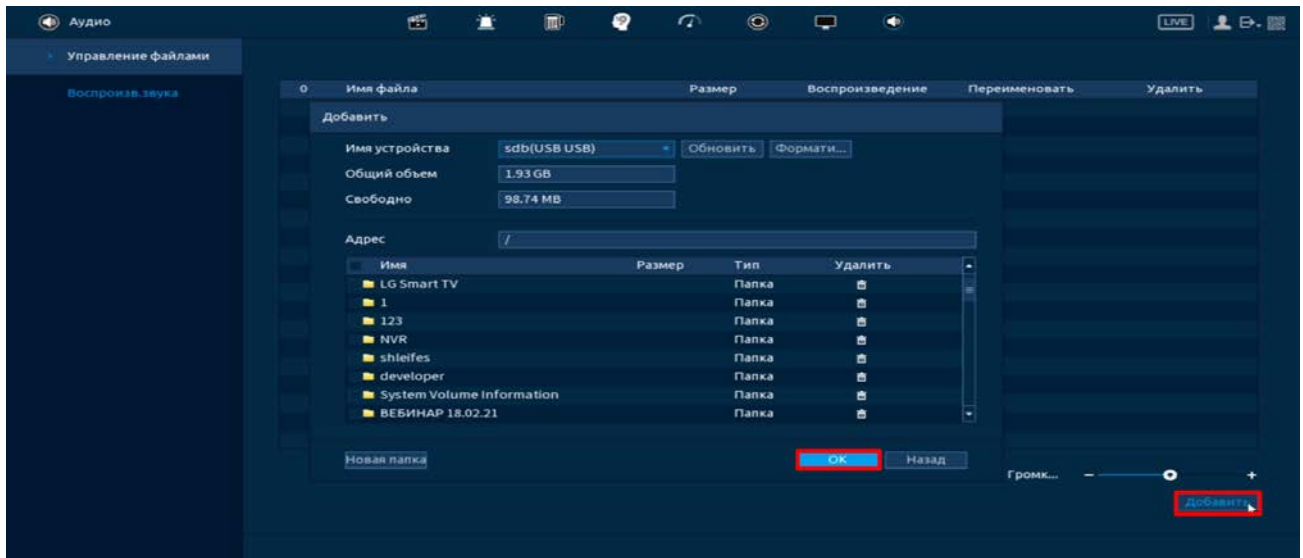 Аудио
LIVE
Управление файлами
Воспроизв.звука
0 Имя файла Размер Воспроизведение Переименовать Удалить
Добавить
Имя устройства sdb(USB USB) Обновить Формати...
Общий объем 1.93 GB
Свободно 98.74 MB
Адрес /
Имя Размер Тип Удалить
LG Smart TV Папка
1 Папка
123 Папка
NVR Папка
shleifes Папка
developer Папка
System Volume Information Папка
ВЕБИНАР 18.02.21 Папка
Новая папка OK Назад
Громк... − +
Добавить